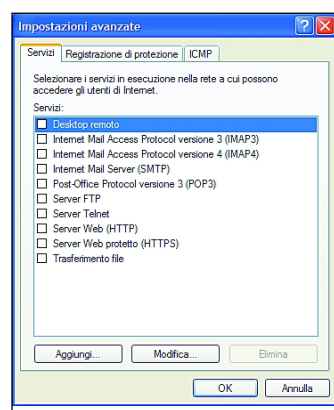 Impostazioni avanzate
Servizi
Registrazione di protezione
ICMP
Selezionare i servizi in esecuzione nella rete a cui possono
accedere gli utenti di Internet.
Servizi:
Desktop remoto
Internet Mail Access Protocol versione 3 (IMAP3)
Internet Mail Access Protocol versione 4 (IMAP4)
Internet Mail Server (SMTP)
Post-Office Protocol versione 3 (POP3)
Server FTP
Server Telnet
Server Web (HTTP)
Server Web protetto (HTTPS)
Trasferimento file
Aggiungi...
Modifica...
Elimina
OK
Annulla